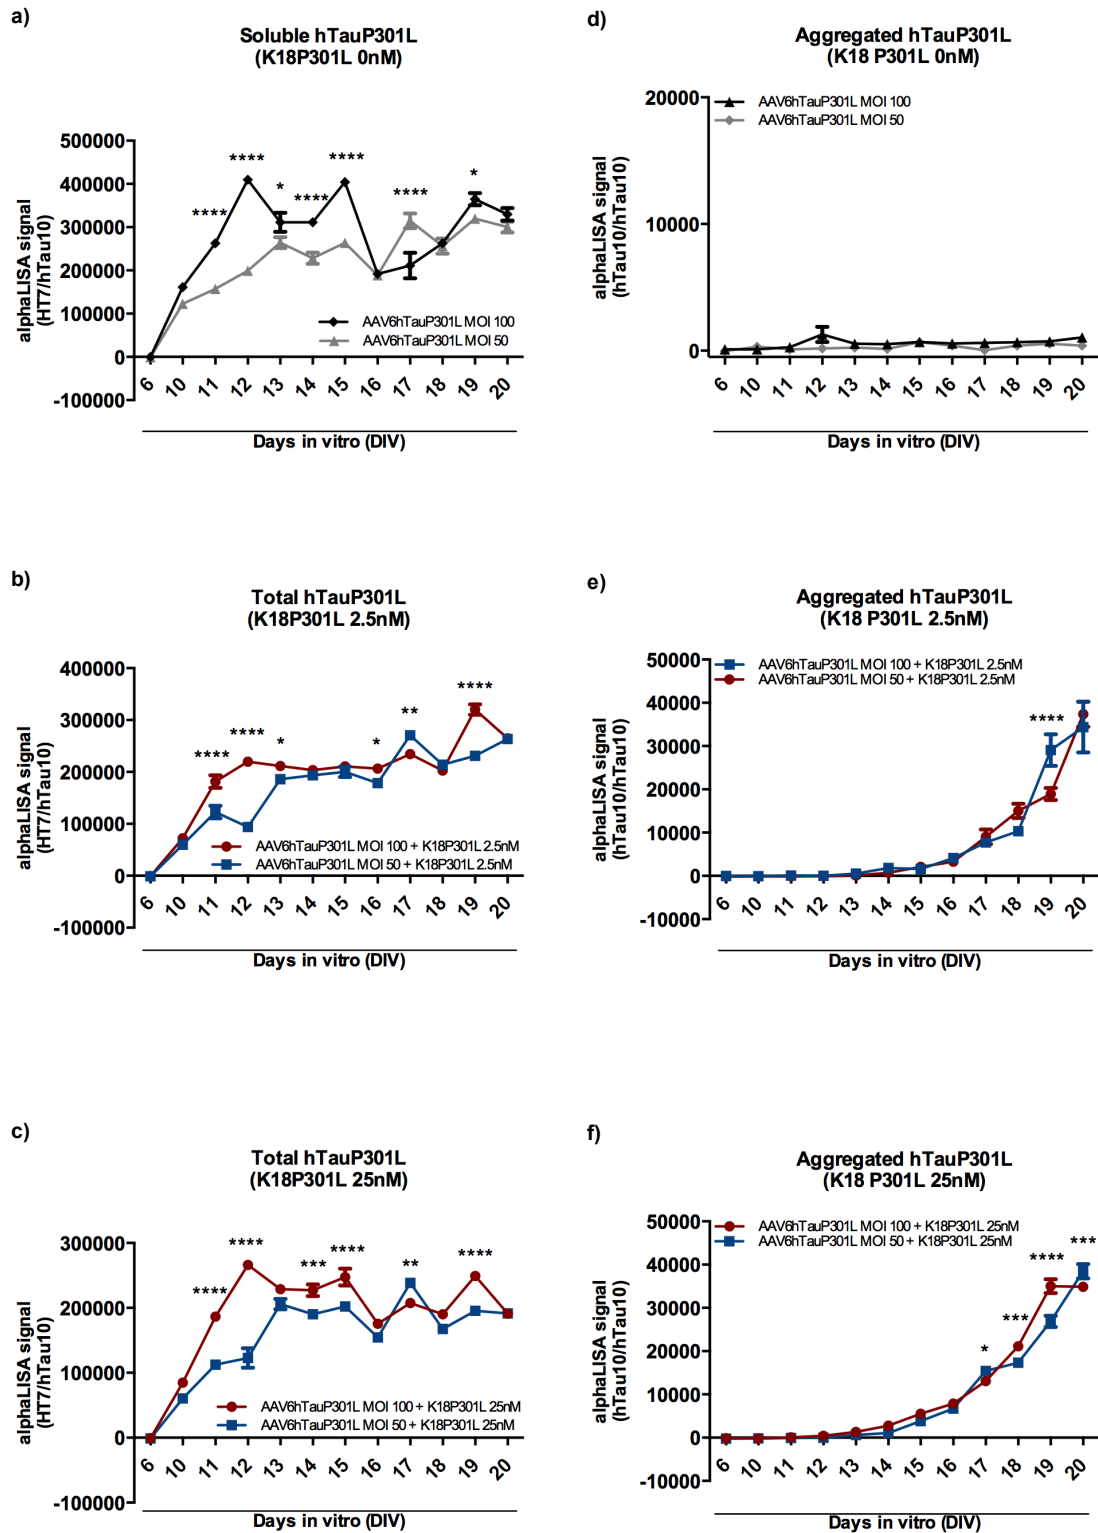 a)
Soluble hTauP301L
(K18P301L 0nM)
alphaLISA signal
(HT7/hTau10)
500000
400000
300000
200000
100000
0
-100000
**** **** * **** **** **** *
AAV6hTauP301L MOI 100
AAV6hTauP301L MOI 50
6 10 11 12 13 14 15 16 17 18 19 20
Days in vitro (DIV)
d)
Aggregated hTauP301L
(K18 P301L 0nM)
alphaLISA signal
(hTau10/hTau10)
20000
10000
0
AAV6hTauP301L MOI 100
AAV6hTauP301L MOI 50
6 10 11 12 13 14 15 16 17 18 19 20
Days in vitro (DIV)
b)
Total hTauP301L
(K18P301L 2.5nM)
alphaLISA signal
(HT7/hTau10)
400000
300000
200000
100000
0
-100000
**** **** * * ** ****
AAV6hTauP301L MOI 100 + K18P301L 2.5nM
AAV6hTauP301L MOI 50 + K18P301L 2.5nM
6 10 11 12 13 14 15 16 17 18 19 20
Days in vitro (DIV)
e)
Aggregated hTauP301L
(K18 P301L 2.5nM)
alphaLISA signal
(hTau10/hTau10)
50000
40000
30000
20000
10000
0
-10000
AAV6hTauP301L MOI 100 + K18P301L 2.5nM
AAV6hTauP301L MOI 50 + K18P301L 2.5nM
****
6 10 11 12 13 14 15 16 17 18 19 20
Days in vitro (DIV)
c)
Total hTauP301L
(K18P301L 25nM)
alphaLISA signal
(HT7/hTau10)
300000
200000
100000
0
-100000
**** **** *** **** ** ****
AAV6hTauP301L MOI 100 + K18P301L 25nM
AAV6hTauP301L MOI 50 + K18P301L 25nM
6 10 11 12 13 14 15 16 17 18 19 20
Days in vitro (DIV)
f)
Aggregated hTauP301L
(K18 P301L 25nM)
alphaLISA signal
(hTau10/hTau10)
50000
40000
30000
20000
10000
0
-10000
AAV6hTauP301L MOI 100 + K18P301L 25nM
AAV6hTauP301L MOI 50 + K18P301L 25nM
* *** **** ***
6 10 11 12 13 14 15 16 17 18 19 20
Days in vitro (DIV)